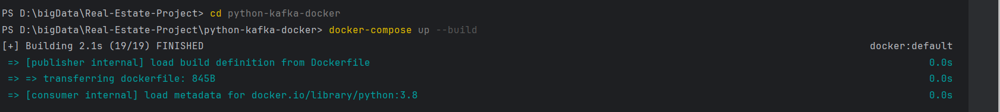 PS D:\bigData\Real-Estate-Project> cd python-kafka-docker
PS D:\bigData\Real-Estate-Project\python-kafka-docker> docker-compose up --build
[+] Building 2.1s (19/19) FINISHED docker:default
=> [publisher internal] load build definition from Dockerfile 0.0s
=> => transferring dockerfile: 845B 0.0s
=> [consumer internal] load metadata for docker.io/library/python:3.8 0.0s